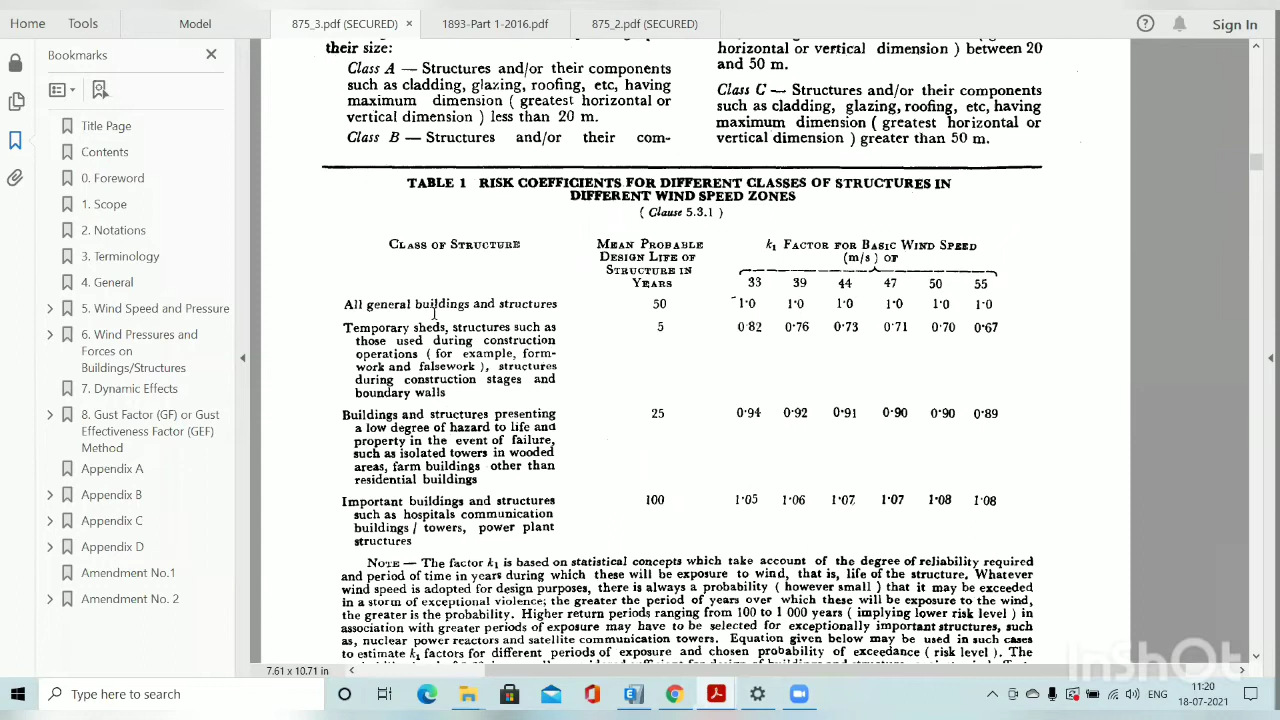 Home
Tools
Model
875_3.pdf (SECURED)
×
1893-Part 1-2016.pdf
875_2.pdf (SECURED)
Sign In
Bookmarks
Title Page
Contents
0. Foreword
1. Scope
2. Notations
3. Terminology
4. General
5. Wind Speed and Pressure
6. Wind Pressures and
Forces on
Buildings/Structures
7. Dynamic Effects
8. Gust Factor (GF) or Gust
Effectiveness Factor (GEF)
Method
Appendix A
Appendix B
Appendix C
Appendix D
Amendment No.1
Amendment No. 2
their size:
Class A — Structures and/or their components
such as cladding, glazing, roofing, etc, having
maximum dimension ( greatest horizontal or
vertical dimension ) less than 20 m.
Class B — Structures and/or their com-
horizontal or vertical dimension ) between 20
and 50 m.
Class C — Structures and/or their components
such as cladding, glazing, roofing, etc, having
maximum dimension ( greatest horizontal or
vertical dimension ) greater than 50 m.
TABLE 1 RISK COEFFICIENTS FOR DIFFERENT CLASSES OF STRUCTURES IN
DIFFERENT WIND SPEED ZONES
( Clause 5.3.1 )
CLASS OF STRUCTURE
MEAN PROBABLE
DESIGN LIFE OF
STRUCTURE IN
YEARS
k1 FACTOR FOR BASIC WIND SPEED
(m/s) OF
33 39 44 47 50 55
All general buildings and structures 50 1·0 1·0 1·0 1·0 1·0 1·0
Temporary sheds, structures such as 5 0·82 0·76 0·73 0·71 0·70 0·67
those used during construction
operations ( for example, form-
work and falsework ), structures
during construction stages and
boundary walls
Buildings and structures presenting 25 0·94 0·92 0·91 0·90 0·90 0·89
a low degree of hazard to life and
property in the event of failure,
such as isolated towers in wooded
areas, farm buildings other than
residential buildings
Important buildings and structures 100 1·05 1·06 1·07 1·07 1·08 1·08
such as hospitals communication
buildings / towers, power plant
structures
NOTE — The factor k1 is based on statistical concepts which take account of the degree of reliability required
and period of time in years during which these will be exposure to wind, that is, life of the structure. Whatever
wind speed is adopted for design purposes, there is always a probability ( however small ) that it may be exceeded
in a storm of exceptional violence; the greater the period of years over which these will be exposure to the wind,
the greater is the probability. Higher return periods ranging from 100 to 1 000 years ( implying lower risk level ) in
association with greater periods of exposure may have to be selected for exceptionally important structures, such
as, nuclear power reactors and satellite communication towers. Equation given below may be used in such cases
to estimate k1 factors for different periods of exposure and chosen probability of exceedance ( risk level ). The
7.61 x 10.71 in
InShOt
Type here to search
ENG
11:20
18-07-2021